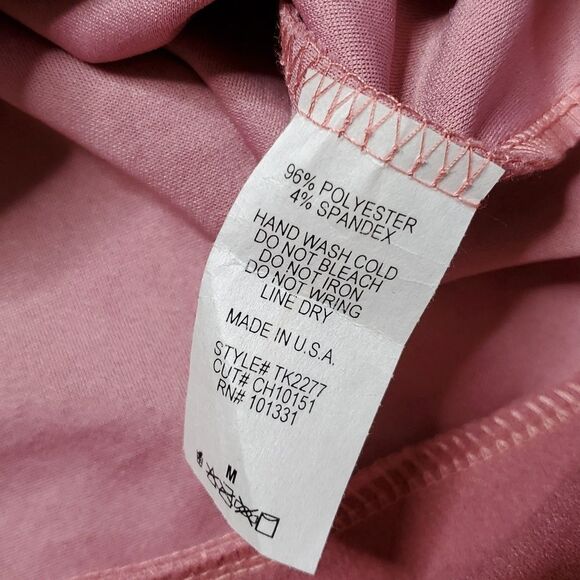 96% POLYESTER
4% SPANDEX
HAND WASH COLD
DO NOT BLEACH
DO NOT IRON
DO NOT WRING
LINE DRY
MADE IN U.S.A.
STYLE# TK2277
CUT# CH10151
RN# 101331
M